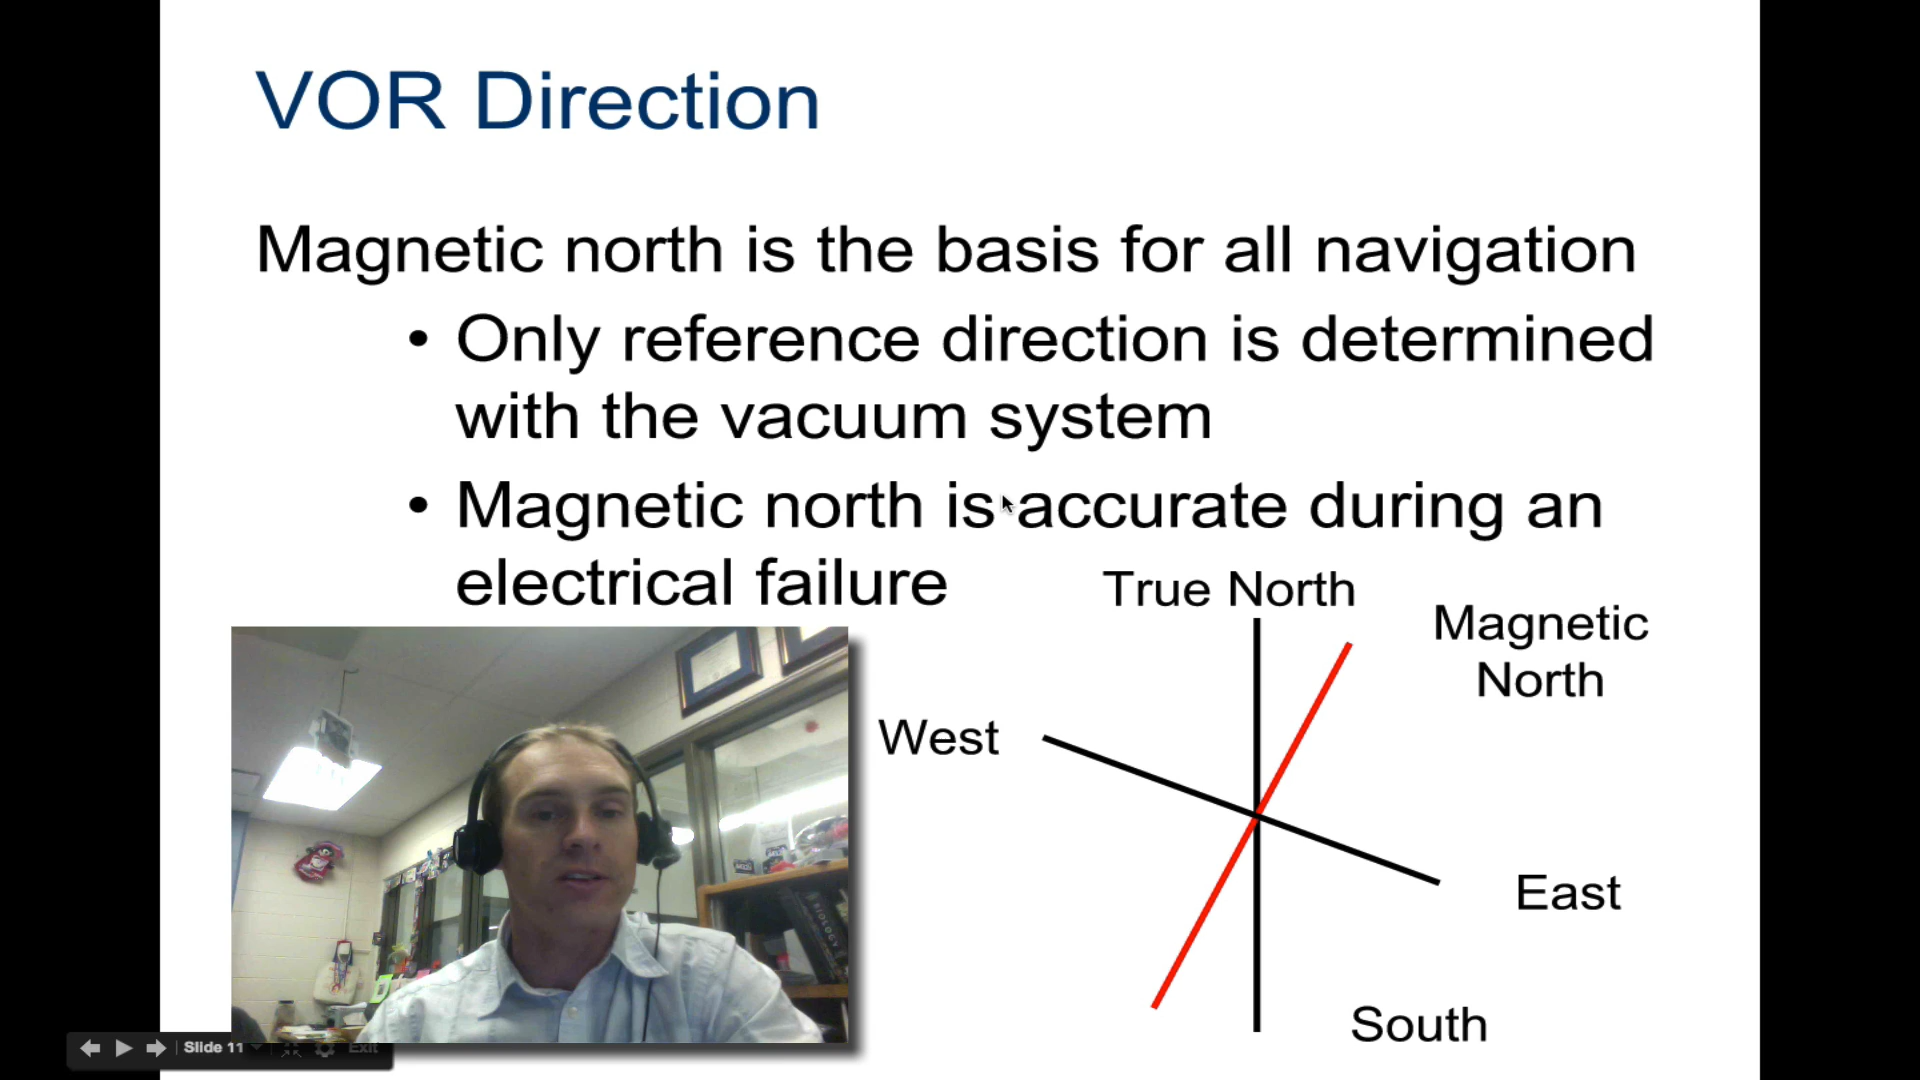 VOR Direction
Magnetic north is the basis for all navigation
• Only reference direction is determined
with the vacuum system
• Magnetic north is accurate during an
electrical failure
True North
Magnetic
North
West
East
South
BIOLOGY
Slide 11
Exit